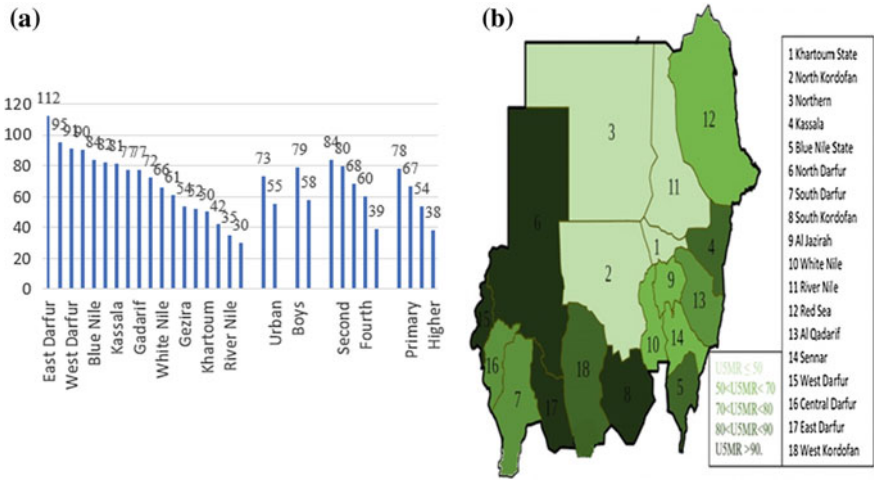 (a)
120
100
80
60
40
20
0
112
95
91
90
84
82
81
77
77
72
66
61
54
52
50
42
35
30
73
55
79
58
84
80
68
60
39
78
67
54
38
East Darfur
West Darfur
Blue Nile
Kassala
Gadarif
White Nile
Gezira
Khartoum
River Nile
Urban
Boys
Second
Fourth
Primary
Higher
(b)
12
3
11
6
4
1
2
9
13
15
10
14
16
18
7
17
8
5
U5MR ≤ 50
50<U5MR< 70
70<U5MR<80
80<U5MR<90
U5MR >90.
1 Khartoum State
2 North Kordofan
3 Northern
4 Kassala
5 Blue Nile State
6 North Darfur
7 South Darfur
8 South Kordofan
9 Al Jazirah
10 White Nile
11 River Nile
12 Red Sea
13 Al Qadarif
14 Sennar
15 West Darfur
16 Central Darfur
17 East Darfur
18 West Kordofan